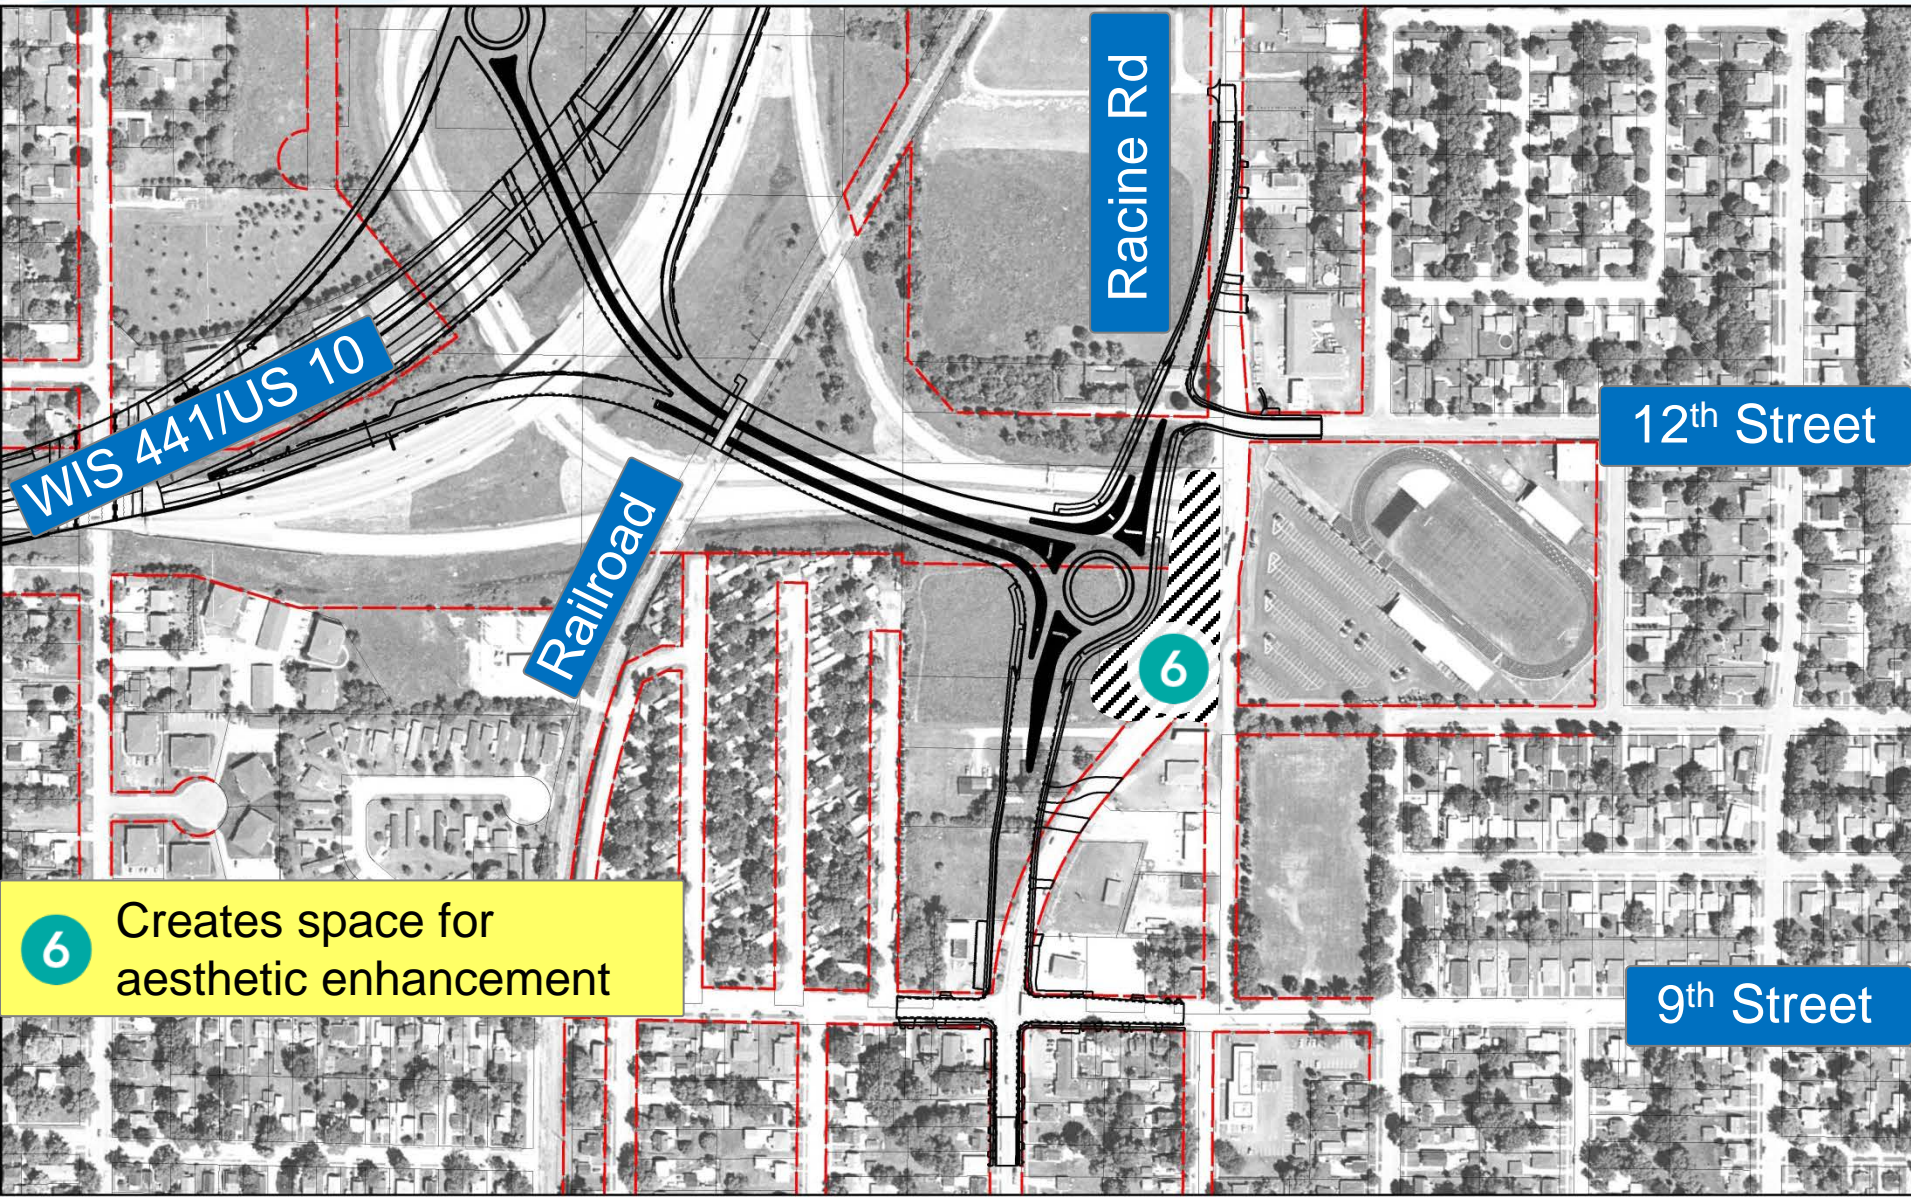 Racine Rd
WIS 441/US 10
12th Street
Railroad
6
6
Creates space for
aesthetic enhancement
9th Street